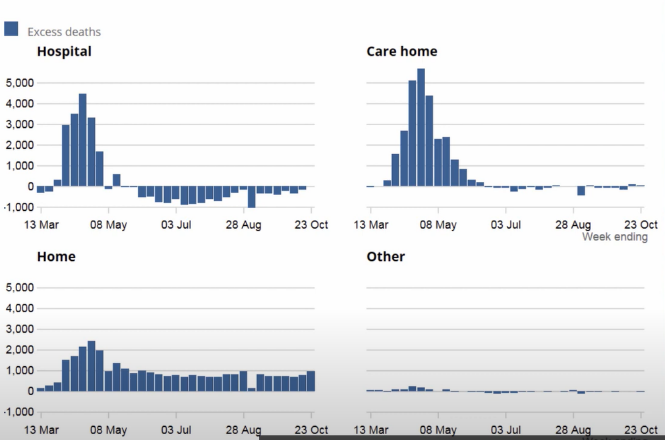 Excess deaths
Hospital
5,000
4,000
3,000
2,000
1,000
0
-1,000
13 Mar 08 May 03 Jul 28 Aug 23 Oct
Care home
13 Mar 08 May 03 Jul 28 Aug 23 Oct
Week ending
Home
5,000
4,000
3,000
2,000
1,000
0
-1,000
13 Mar 08 May 03 Jul 28 Aug 23 Oct
Other
13 Mar 08 May 03 Jul 28 Aug 23 Oct